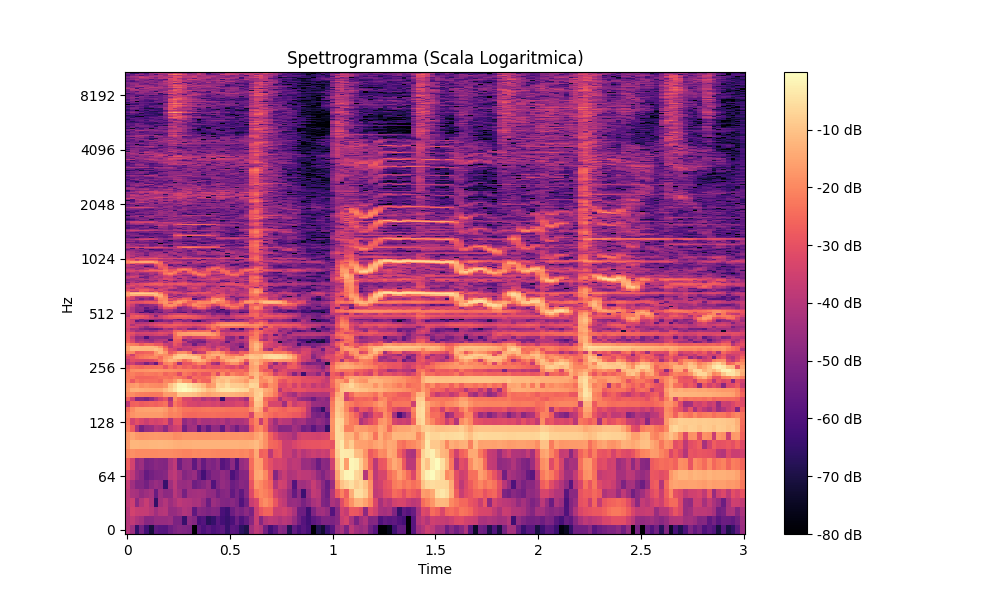 Spettrogramma (Scala Logaritmica)
8192
4096
2048
1024
512
256
128
64
0
Hz
0
0.5
1
1.5
2
2.5
3
Time
-10 dB
-20 dB
-30 dB
-40 dB
-50 dB
-60 dB
-70 dB
-80 dB